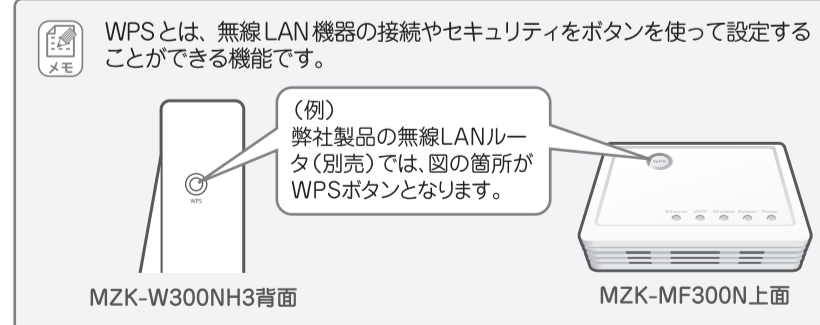 WPSとは、無線LAN機器の接続やセキュリティをボタンを使って設定する
ことができる機能です。
メモ
（例）
弊社製品の無線LANルー
タ（別売）では、図の箇所が
WPSボタンとなります。
WPS
WPS
Ethernet WPS Wireless System Power
MZK-W300NH3背面
MZK-MF300N上面